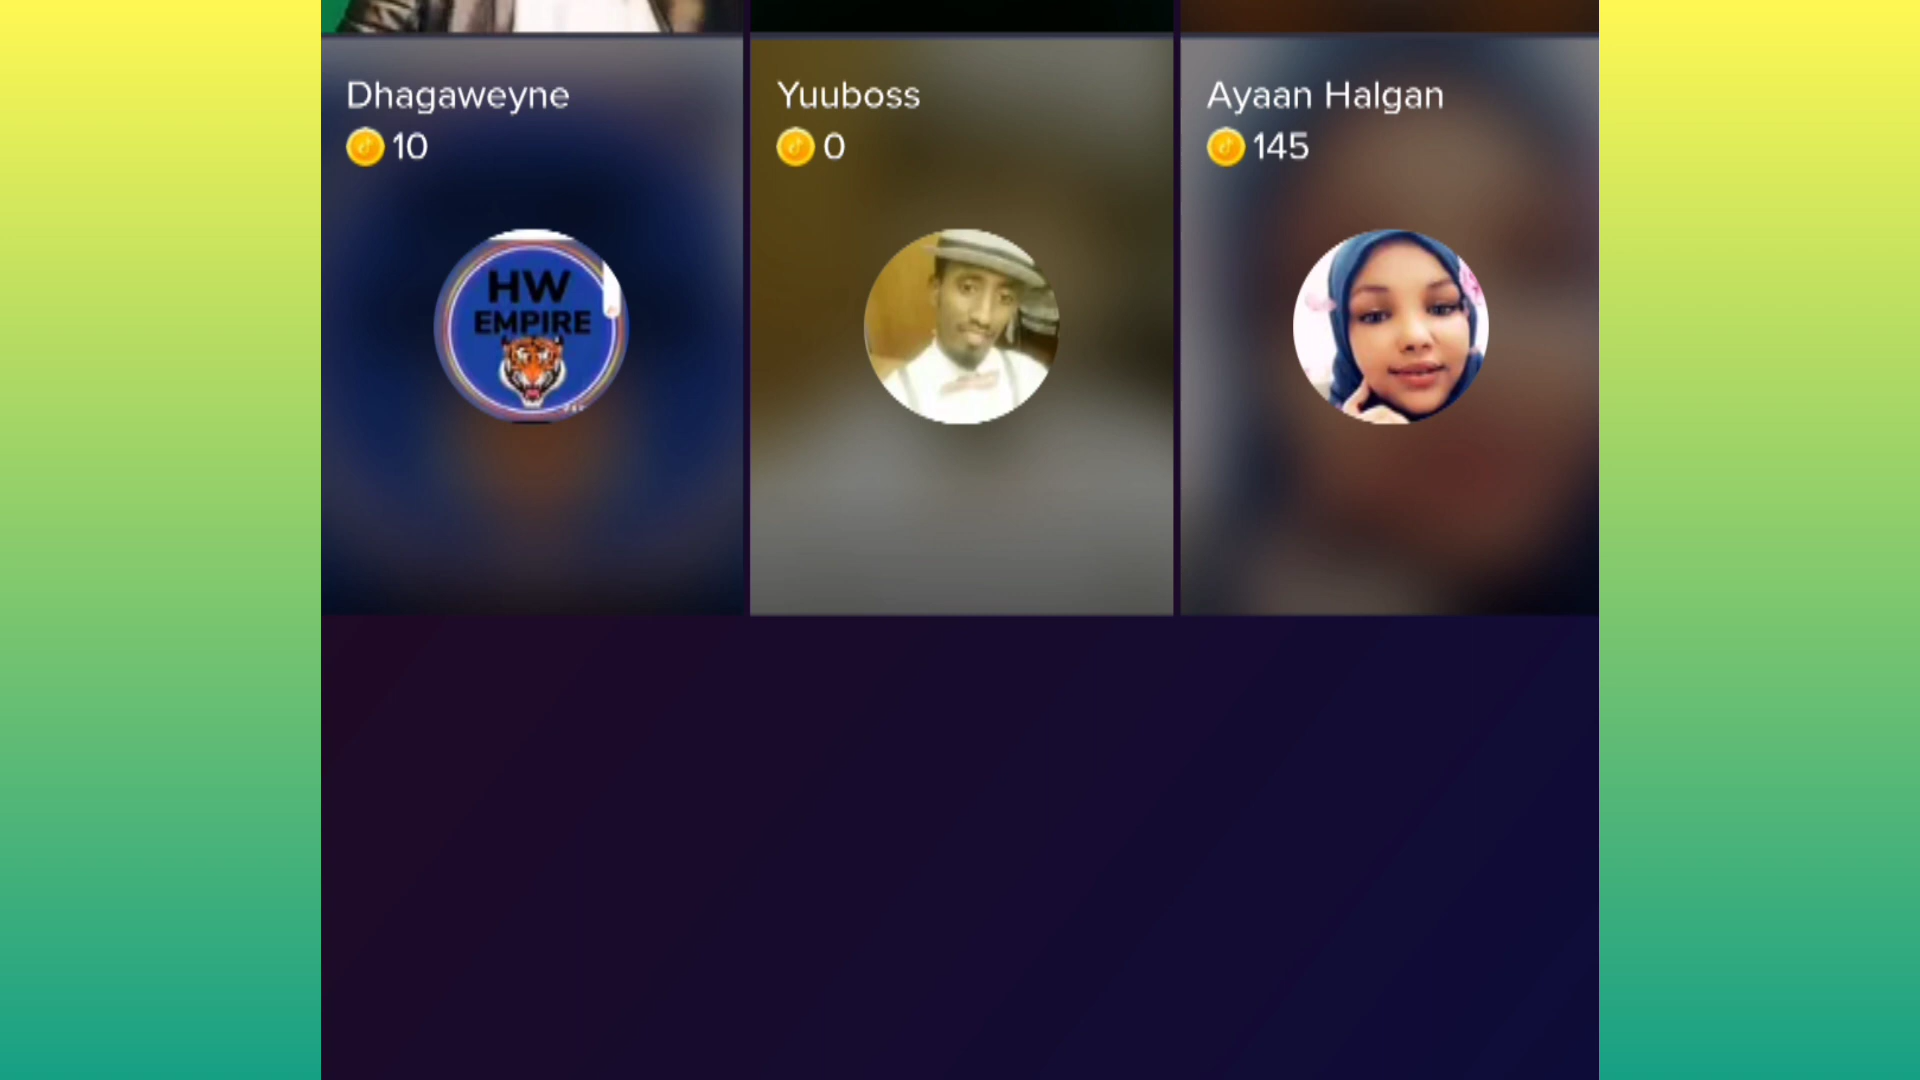 Dhagaweyne
10
Yuuboss
0
Ayaan Halgan
145
HW
EMPIRE